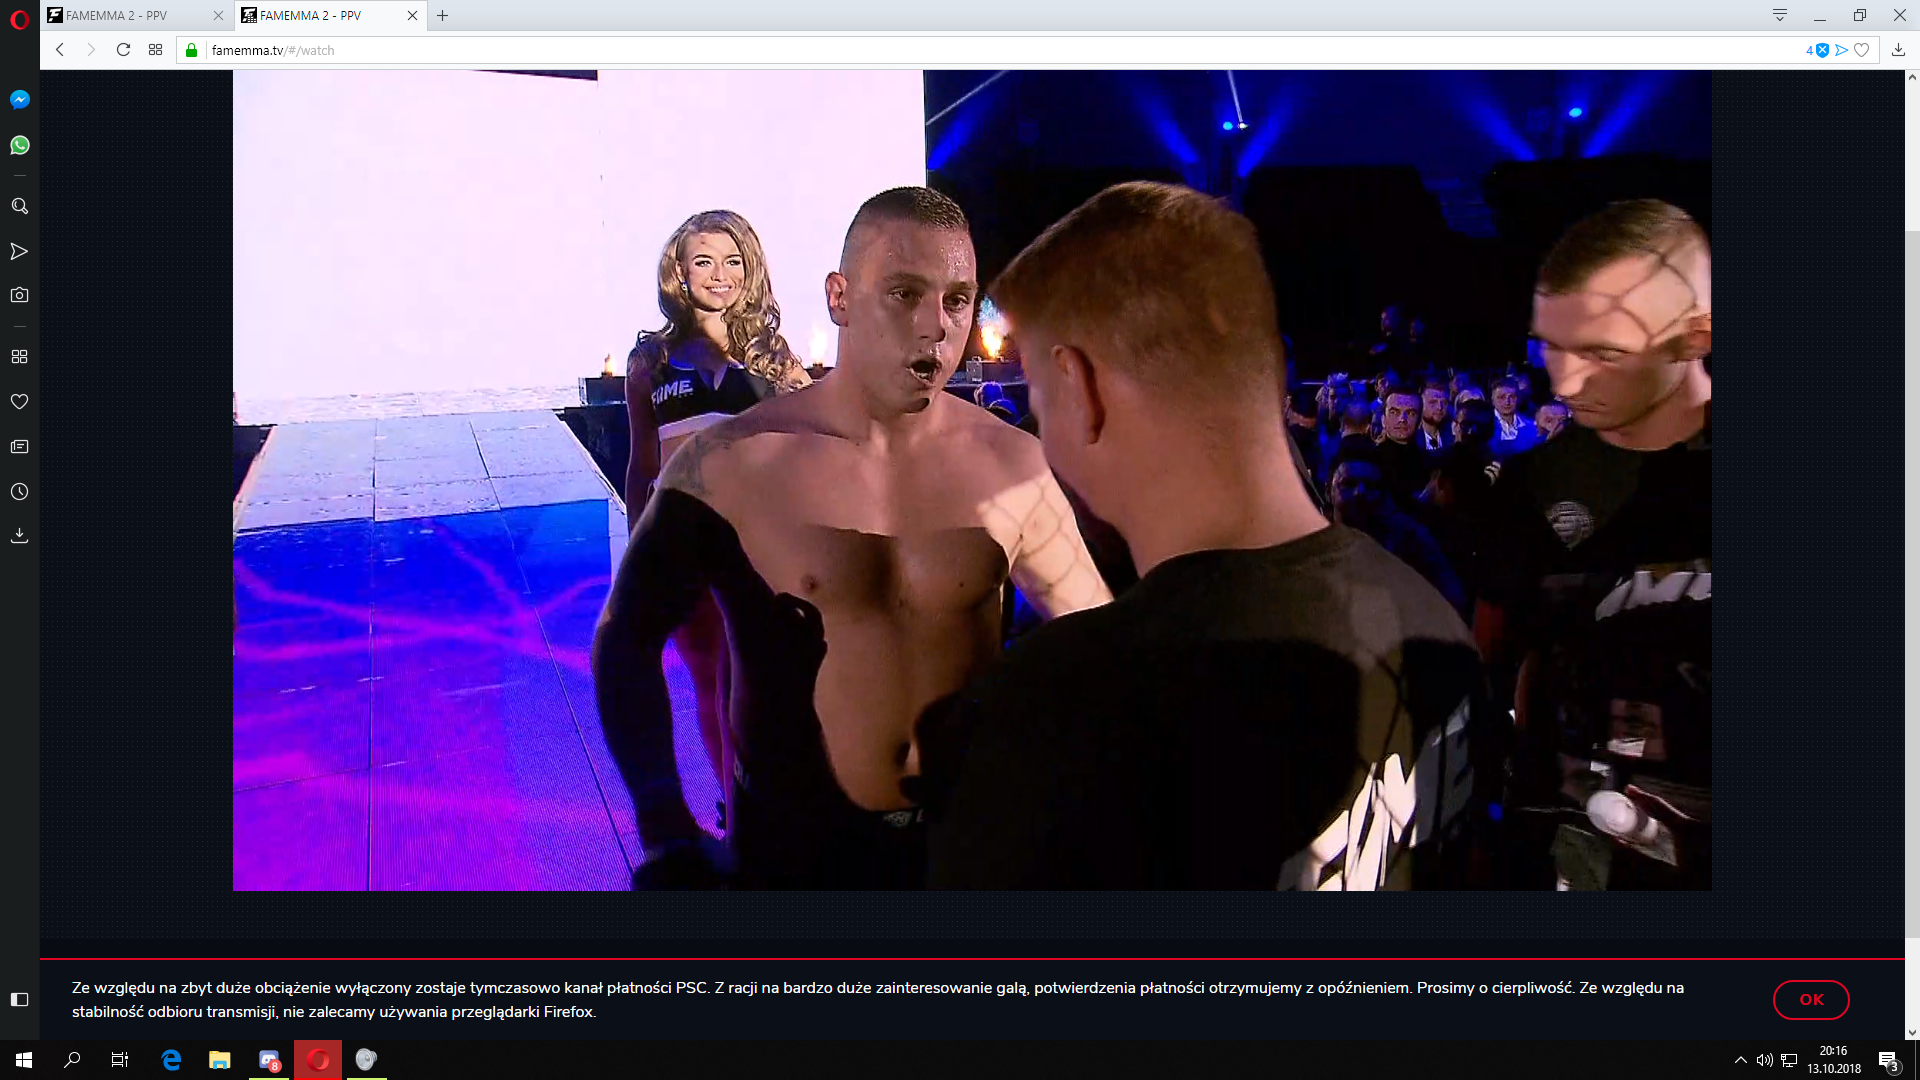 FAMEMMA 2 - PPV
FAMEMMA 2 - PPV
famemma.tv/#/watch
4
FAME
Ze względu na zbyt duże obciążenie wyłączony zostaje tymczasowo kanał płatności PSC. Z racji na bardzo duże zainteresowanie galą, potwierdzenia płatności otrzymujemy z opóźnieniem. Prosimy o cierpliwość. Ze względu na
stabilność odbioru transmisji, nie zalecamy używania przeglądarki Firefox.
OK
8
20:16
13.10.2018
3